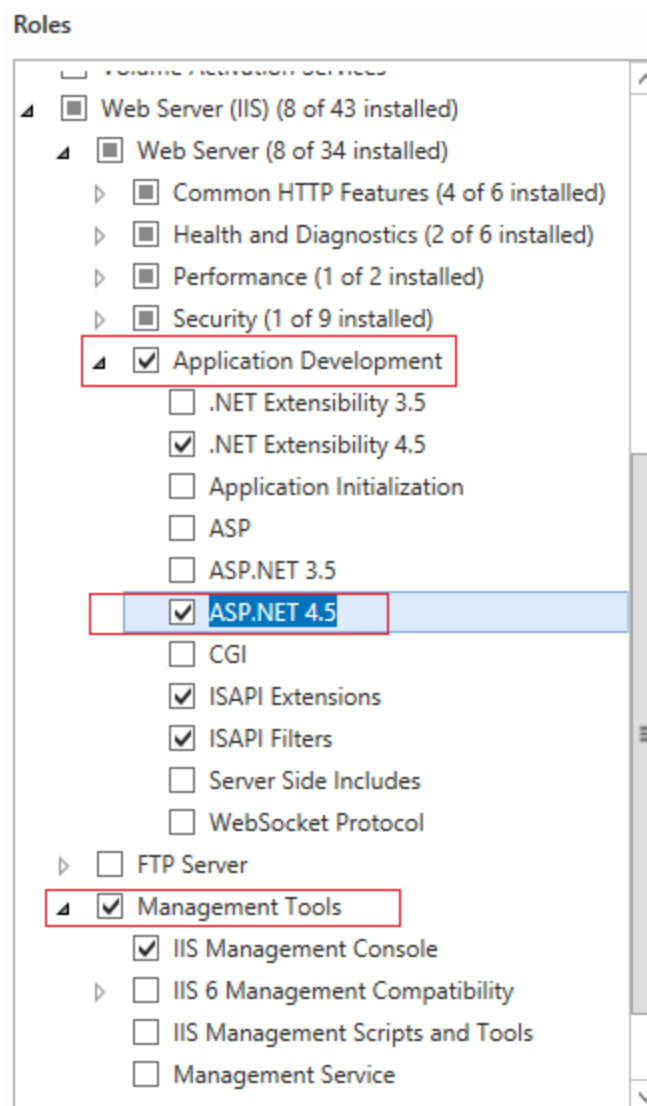 Roles
Volume Activation Services
Web Server (IIS) (8 of 43 installed)
Web Server (8 of 34 installed)
Common HTTP Features (4 of 6 installed)
Health and Diagnostics (2 of 6 installed)
Performance (1 of 2 installed)
Security (1 of 9 installed)
Application Development
.NET Extensibility 3.5
.NET Extensibility 4.5
Application Initialization
ASP
ASP.NET 3.5
ASP.NET 4.5
CGI
ISAPI Extensions
ISAPI Filters
Server Side Includes
WebSocket Protocol
FTP Server
Management Tools
IIS Management Console
IIS 6 Management Compatibility
IIS Management Scripts and Tools
Management Service